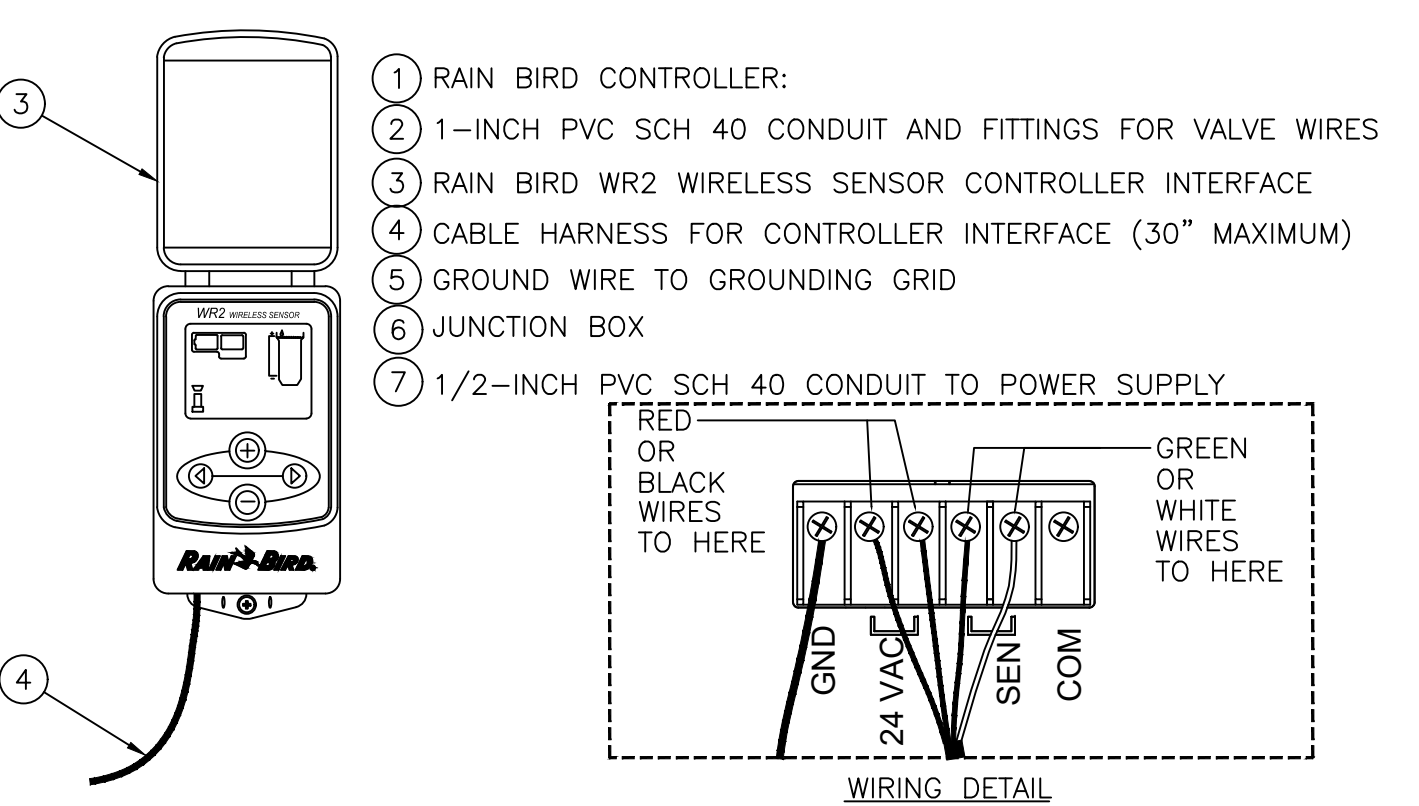 1 RAIN BIRD CONTROLLER:
2 1-INCH PVC SCH 40 CONDUIT AND FITTINGS FOR VALVE WIRES
3 RAIN BIRD WR2 WIRELESS SENSOR CONTROLLER INTERFACE
4 CABLE HARNESS FOR CONTROLLER INTERFACE (30" MAXIMUM)
5 GROUND WIRE TO GROUNDING GRID
6 JUNCTION BOX
7 1/2-INCH PVC SCH 40 CONDUIT TO POWER SUPPLY
3
WR2 WIRELESS SENSOR
RAIN BIRD.
4
RED
OR
BLACK
WIRES
TO HERE
GREEN
OR
WHITE
WIRES
TO HERE
GND
24 VAC
SEN
COM
WIRING DETAIL